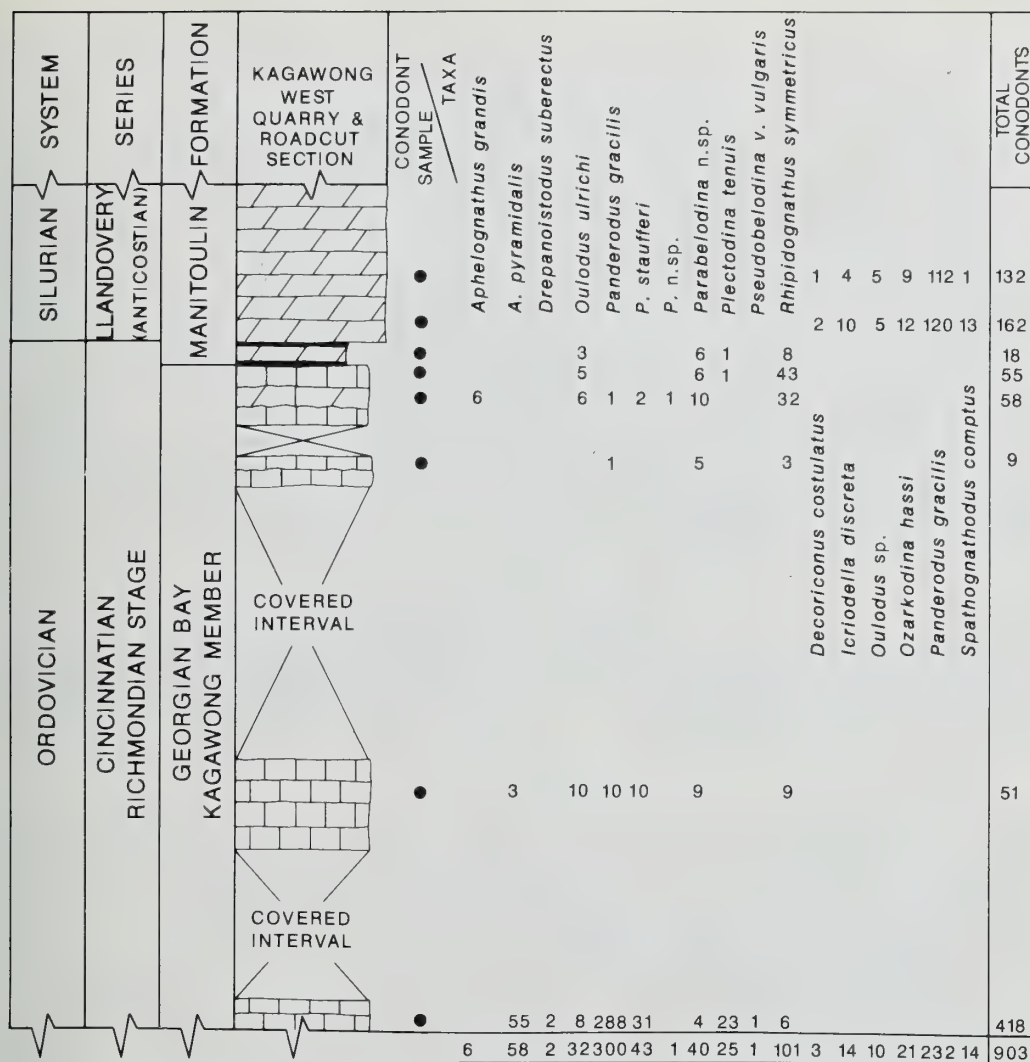 SYSTEM
SERIES
FORMATION
KAGAWONG
WEST
QUARRY &
ROADCUT
SECTION
CONODONT
SAMPLE
TAXA
Aphelognathus grandis
A. pyramidalis
Drepanoistodus suberectus
Oulodus ulrichi
Panderodus gracilis
P. staufferi
P. n.sp.
Parabelodina n.sp.
Plectodina tenuis
Pseudobelodina v. vulgaris
Rhipidognathus symmetricus
TOTAL
CONODONTS
SILURIAN
LLANDOVERY
(ANTICOSTIAN)
MANITOULIN
1 4 5 9 112 1 132
2 10 5 12 120 13 162
3 6 1 8 18
5 6 1 43 55
6 6 1 2 1 10 32 58
1 5 3 9
Decoriconus costulatus
Icriodella discreta
Oulodus sp.
Ozarkodina hassi
Panderodus gracilis
Spathognathodus comptus
ORDOVICIAN
CINCINNATIAN
RICHMONDIAN STAGE
GEORGIAN BAY
KAGAWONG MEMBER
COVERED
INTERVAL
3 10 10 10 9 9 51
COVERED
INTERVAL
55 2 8 288 31 4 23 1 6 418
6 58 2 32 300 43 1 40 25 1 101 3 14 10 21 232 14 903